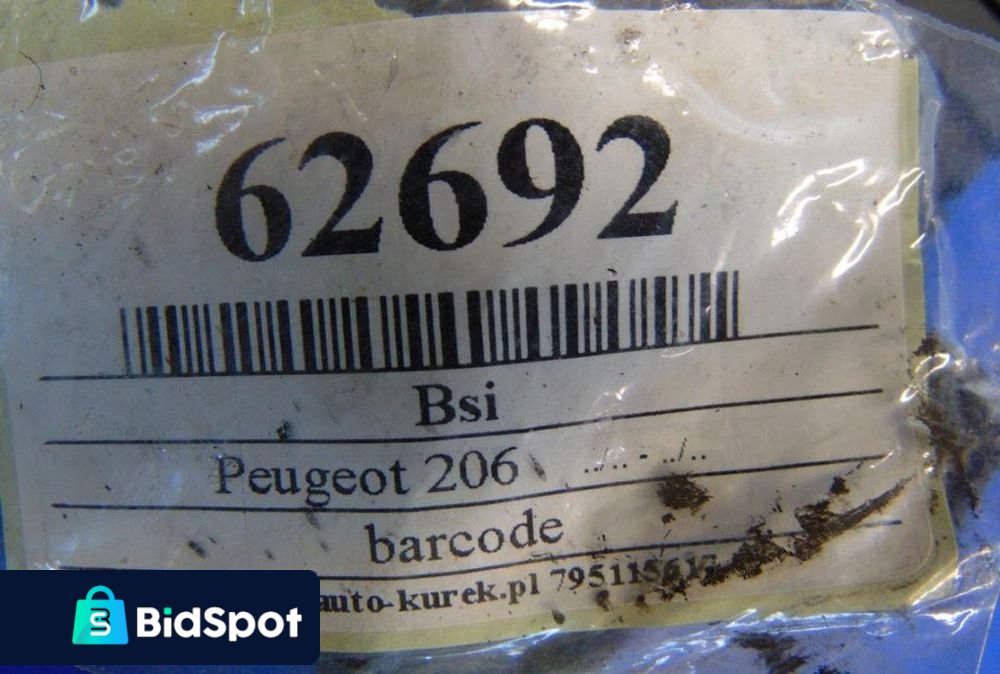 62692
Bsi
Peugeot 206 ../.. - ../..
barcode
auto-kurek.pl
BidSpot